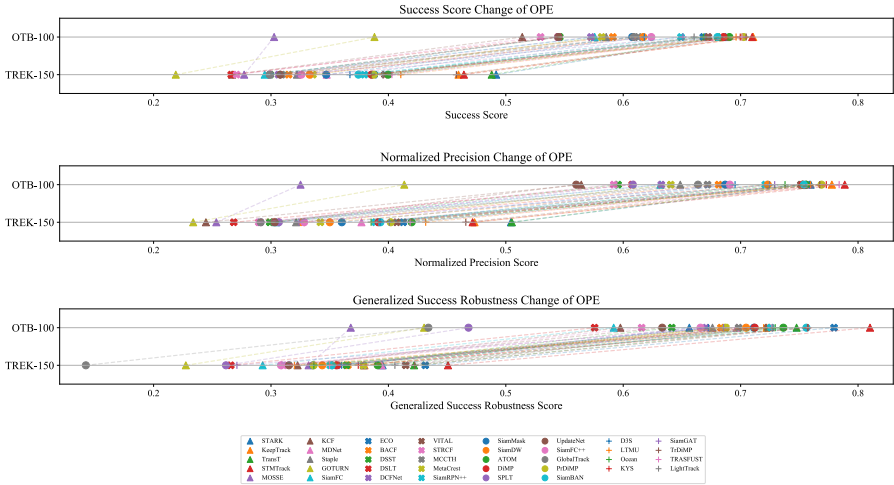 Success Score Change of OPE
OTB-100
TREK-150
0.2 0.3 0.4 0.5 0.6 0.7 0.8
Success Score
Normalized Precision Change of OPE
OTB-100
TREK-150
0.2 0.3 0.4 0.5 0.6 0.7 0.8
Normalized Precision Score
Generalized Success Robustness Change of OPE
OTB-100
TREK-150
0.2 0.3 0.4 0.5 0.6 0.7 0.8
Generalized Success Robustness Score
STARK KCF ECO VITAL SiamMask UpdateNet D3S SiamGAT
KeepTrack MDNet BACF STRCF SiamDW SiamFC++ LTMU TrDiMP
TransT Staple DSST MCCTH ATOM GlobalTrack Ocean TRASFUST
STMTrack GOTURN DSLT MetaCrest DiMP PrDiMP KYS LightTrack
MOSSE SiamFC DCFNet SiamRPN++ SPLT SiamBAN